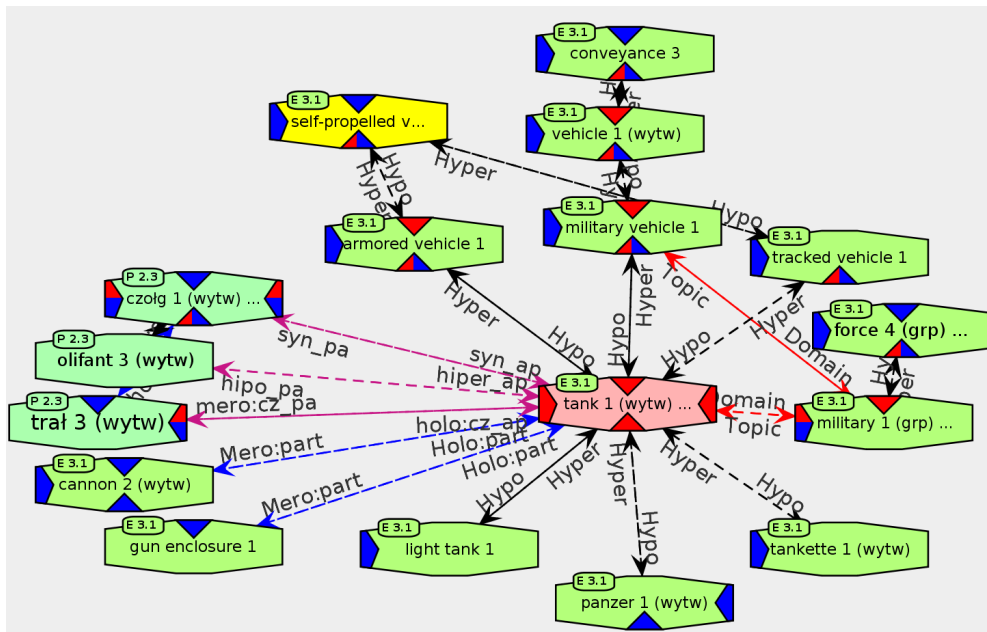 E 3.1
conveyance 3
E 3.1
self-propelled v...
E 3.1
vehicle 1 (wytw)
Hyper
Hypo
Hyper
Hypo
E 3.1
military vehicle 1
E 3.1
armored vehicle 1
Hypo
E 3.1
tracked vehicle 1
P 2.3
czołg 1 (wytw) ...
Hyper
Hypo
Hyper
Hypo
Hyper
Topic
Domain
Hyper
Hypo
E 3.1
force 4 (grp) ...
P 2.3
olifant 3 (wytw)
syn_pa
syn_ap
hipo_pa
hiper_ap
E 3.1
tank 1 (wytw) ...
P 2.3
trał 3 (wytw)
mero:cz_pa
holo:cz_ap
Domain
Topic
E 3.1
military 1 (grp) ...
E 3.1
cannon 2 (wytw)
Mero:part
Holo:part
Mero:part
Holo:part
Hypo
Hyper
Hyper
Hypo
Hyper
Hypo
E 3.1
gun enclosure 1
E 3.1
light tank 1
E 3.1
tankette 1 (wytw)
E 3.1
panzer 1 (wytw) ...